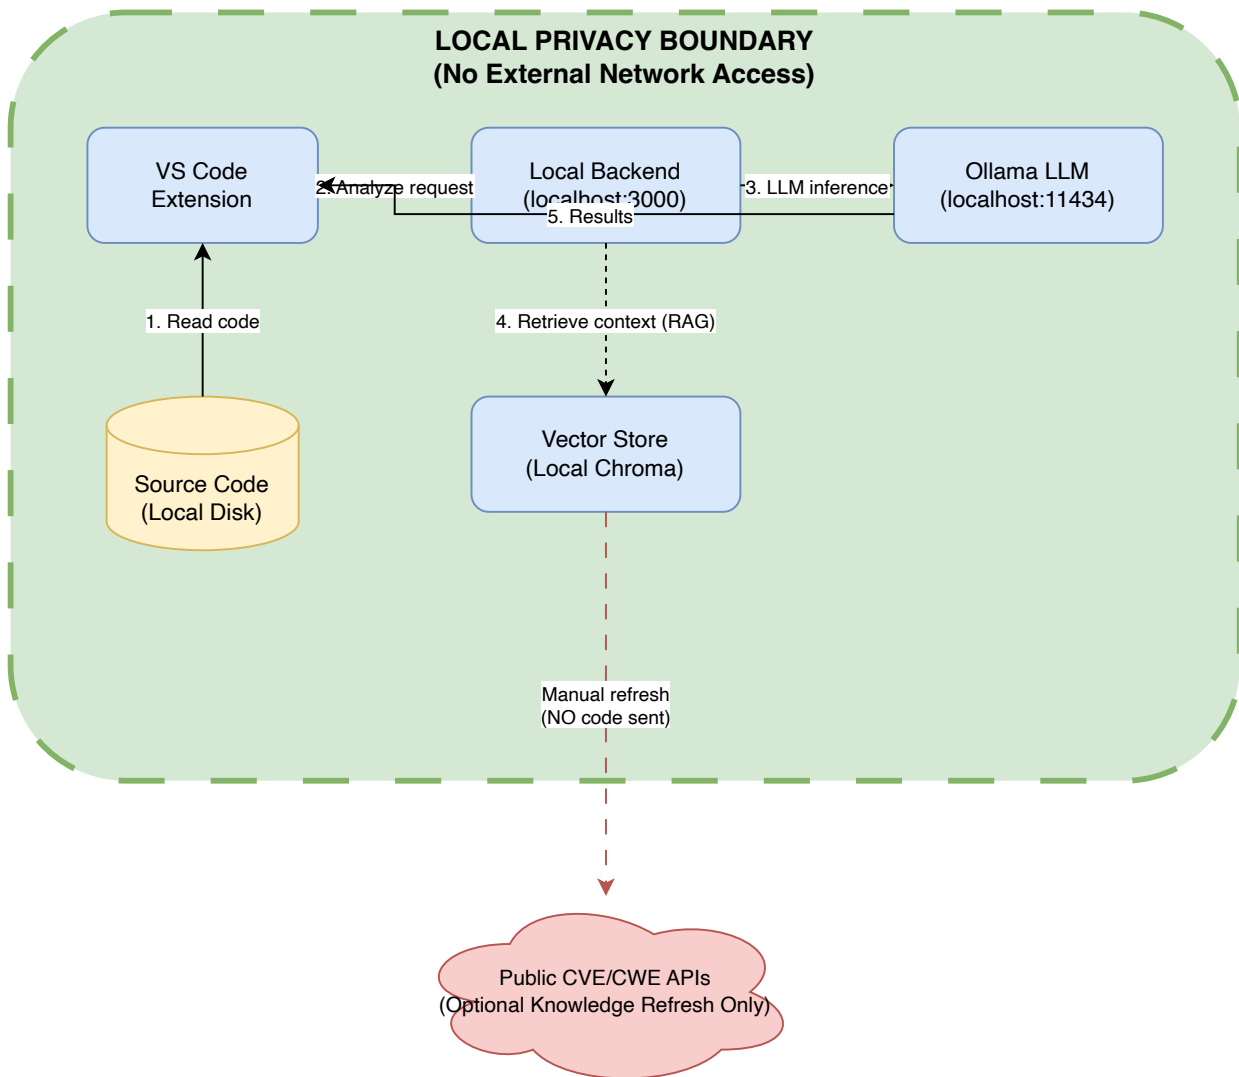 LOCAL PRIVACY BOUNDARY
(No External Network Access)
VS Code
Extension
2. Analyze request
Local Backend
(localhost:3000)
3. LLM inference
Ollama LLM
(localhost:11434)
5. Results
1. Read code
4. Retrieve context (RAG)
Source Code
(Local Disk)
Vector Store
(Local Chroma)
Manual refresh
(NO code sent)
Public CVE/CWE APIs
(Optional Knowledge Refresh Only)